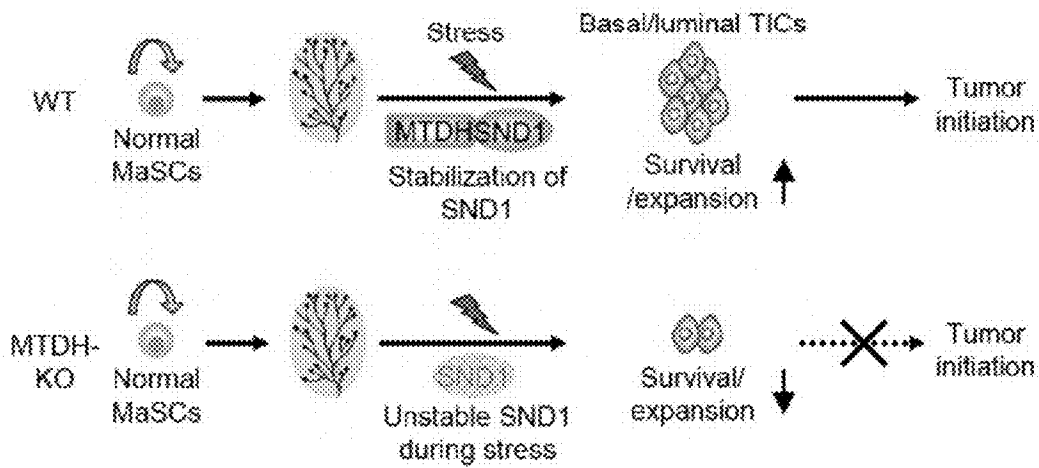 Stress
Basal/luminal TICs
WT
Normal
MaSCs
MTDHSND1
Stabilization of
SND1
Survival
/expansion
Tumor
initiation
MTDH-
KO
Normal
MaSCs
SND1
Unstable SND1
during stress
Survival/
expansion
Tumor
initiation